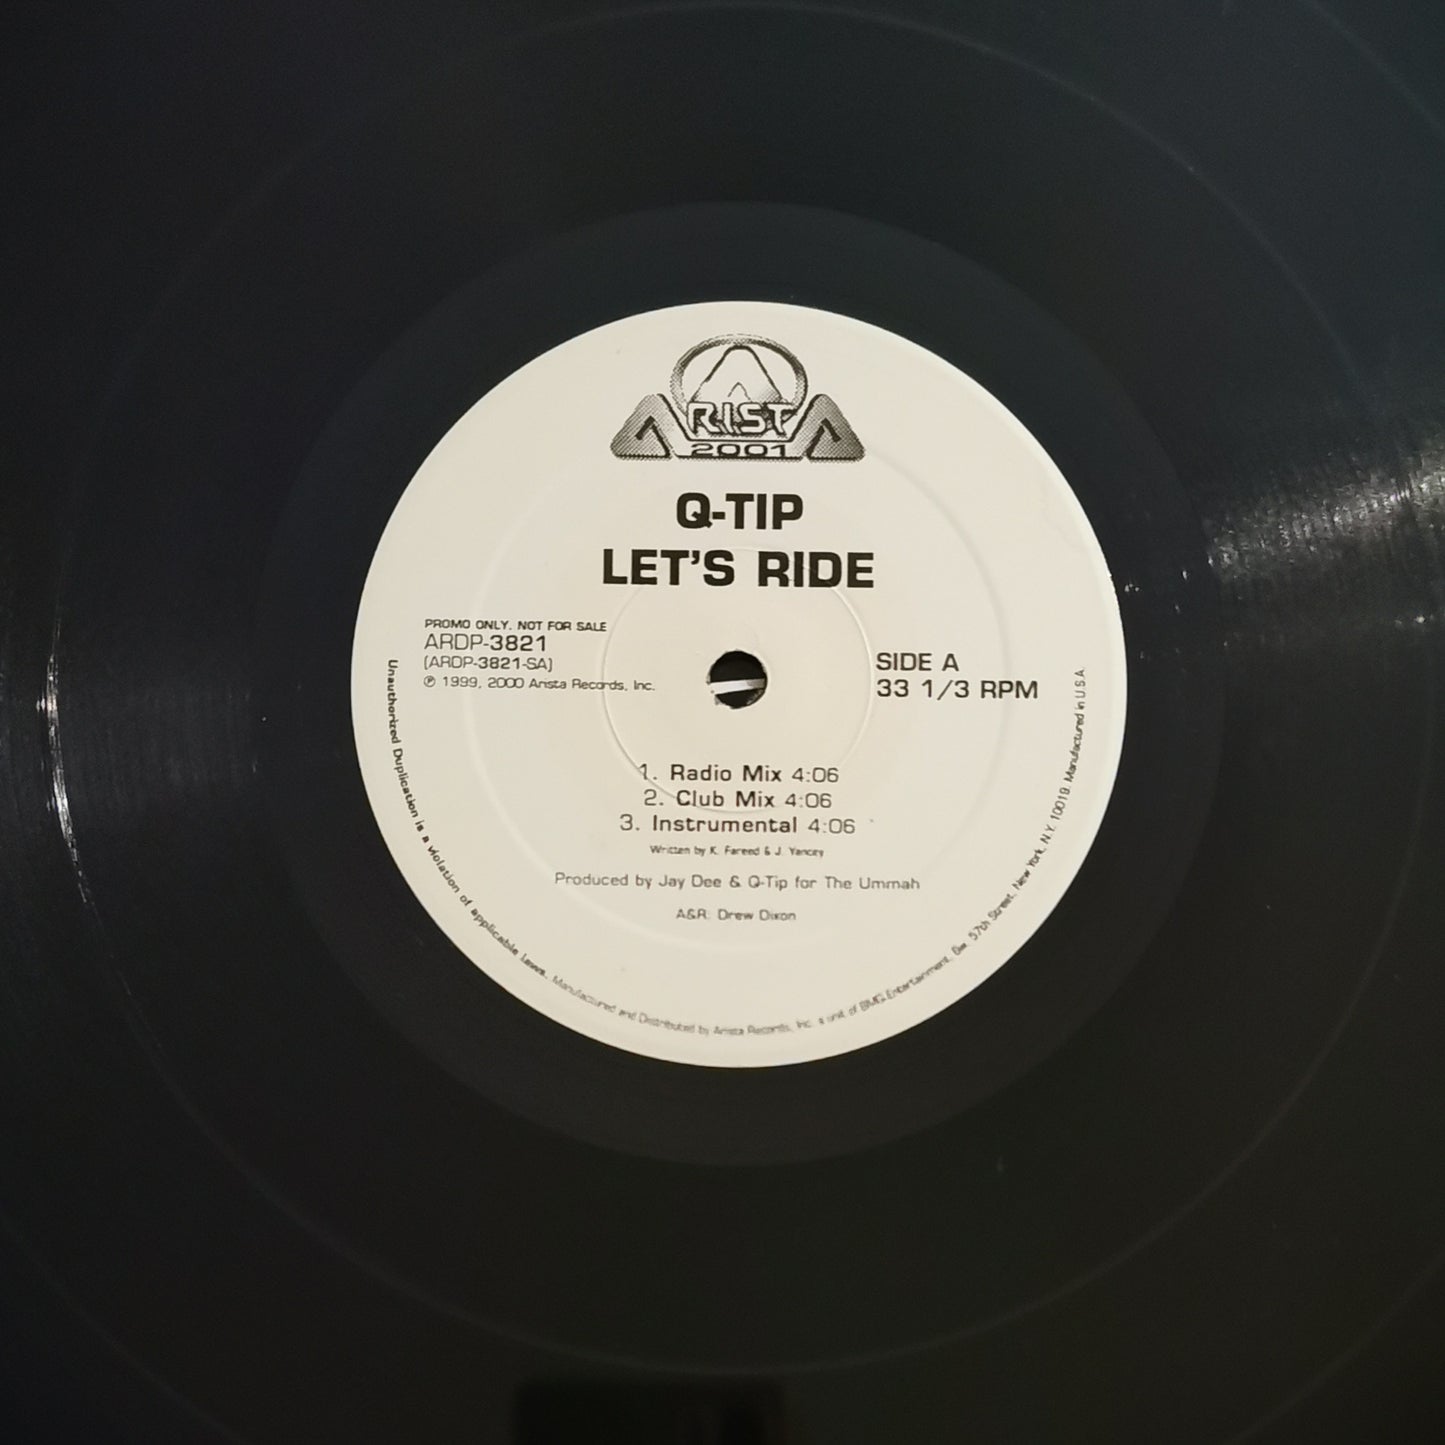 ARISTA
2001
Q-TIP
LET'S RIDE
PROMO ONLY. NOT FOR SALE
ARDP-3821
(ARDP-3821-SA)
℗ 1999, 2000 Arista Records, Inc.
SIDE A
33 1/3 RPM
1. Radio Mix 4:06
2. Club Mix 4:06
3. Instrumental 4:06
Written by K. Fareed & J. Yancey
Produced by Jay Dee & Q-Tip for The Ummah
A&R: Drew Dixon
Unauthorized Duplication is a violation of applicable laws. Manufactured and Distributed by Arista Records, Inc. a unit of BMG Entertainment, 6w. 57th Street, New York, N.Y. 10019. Manufactured in U.S.A.